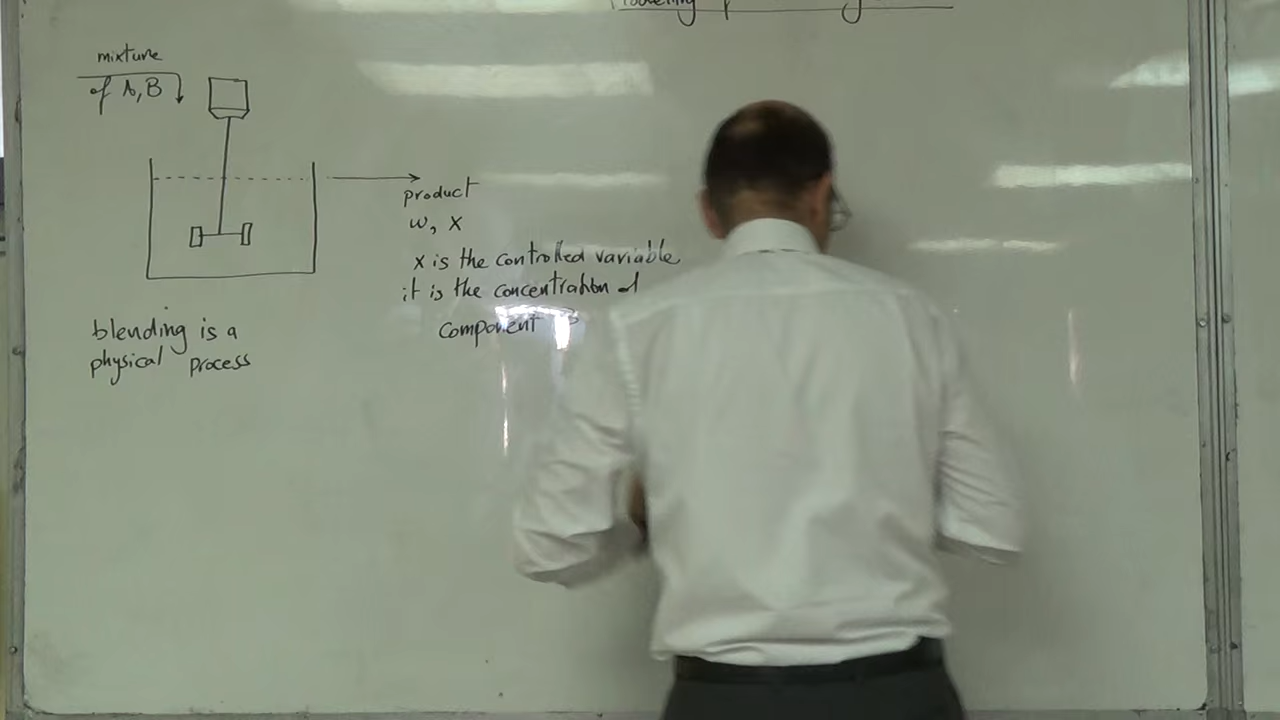 mixture
of A, B
product
w, x
x is the controlled variable
it is the concentration of
component
blending is a
physical process